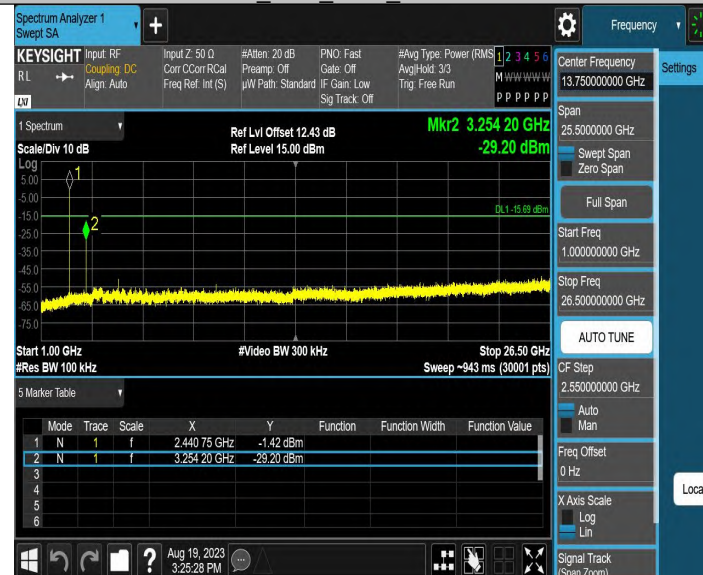 Spectrum Analyzer 1
Swept SA
+
Frequency
KEYSIGHT
RL
LXI
Input: RF
Coupling: DC
Align: Auto
Input Z: 50 Ω
Corr CCorr RCal
Freq Ref: Int (S)
#Atten: 20 dB
Preamp: Off
µW Path: Standard
PNO: Fast
Gate: Off
IF Gain: Low
Sig Track: Off
#Avg Type: Power (RMS
Avg|Hold: 3/3
Trig: Free Run
1 2 3 4 5 6
M W W W W W
P P P P P P
1 Spectrum
Scale/Div 10 dB
Ref Lvl Offset 12.43 dB
Ref Level 15.00 dBm
Mkr2 3.254 20 GHz
-29.20 dBm
Log
5.00
-5.00
-15.0
-25.0
-35.0
-45.0
-55.0
-65.0
-75.0
1
2
DL1 -15.69 dBm
Start 1.00 GHz
#Res BW 100 kHz
#Video BW 300 kHz
Stop 26.50 GHz
Sweep ~943 ms (30001 pts)
5 Marker Table
Mode Trace Scale X Y Function Function Width Function Value
1 N 1 f 2.440 75 GHz -1.42 dBm
2 N 1 f 3.254 20 GHz -29.20 dBm
3
4
5
6
?
Aug 19, 2023
3:25:28 PM
Center Frequency
13.750000000 GHz
Settings
Span
25.5000000 GHz
Swept Span
Zero Span
Full Span
Start Freq
1.000000000 GHz
Stop Freq
26.500000000 GHz
AUTO TUNE
CF Step
2.550000000 GHz
Auto
Man
Freq Offset
0 Hz
X Axis Scale
Log
Lin
Loca
Signal Track
(Span Zoom)